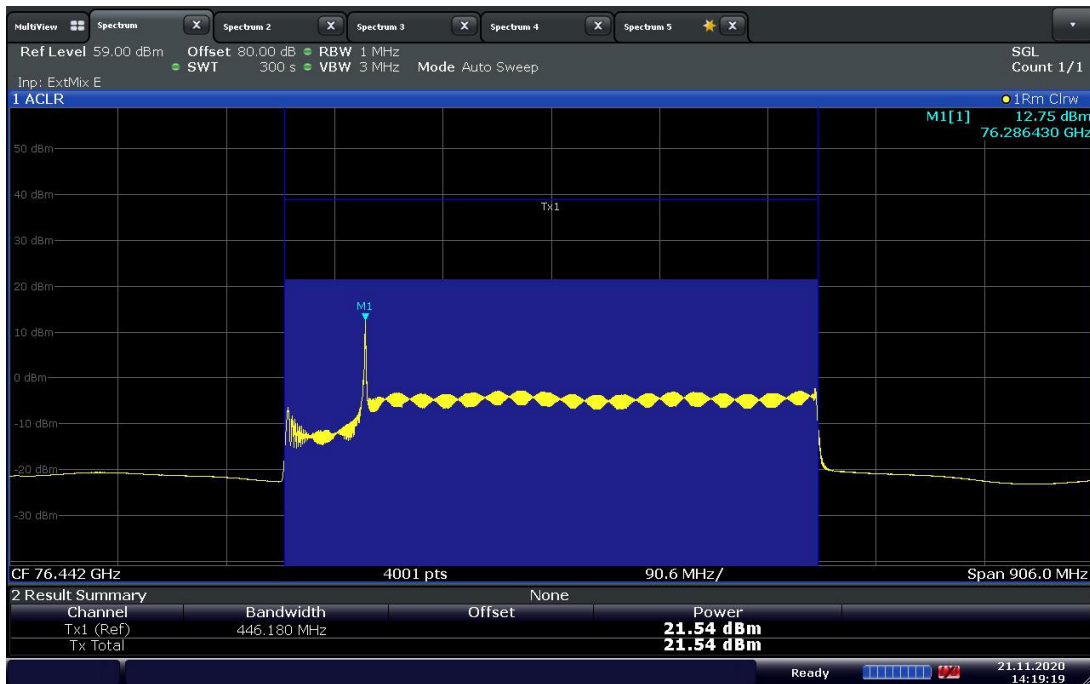 MultiView Spectrum X Spectrum 2 X Spectrum 3 X Spectrum 4 X Spectrum 5 X
Ref Level 59.00 dBm Offset 80.00 dB RBW 1 MHz SGL
SWT 300 s VBW 3 MHz Mode Auto Sweep Count 1/1
Inp: ExtMix E
1 ACLR 1Rm Clrw
M1[1] 12.75 dBm
76.286430 GHz
50 dBm
40 dBm
Tx1
30 dBm
20 dBm
M1
10 dBm
0 dBm
-10 dBm
-20 dBm
-30 dBm
CF 76.442 GHz 4001 pts 90.6 MHz/ Span 906.0 MHz
2 Result Summary None
Channel Bandwidth Offset Power
Tx1 (Ref) 446.180 MHz 21.54 dBm
Tx Total 21.54 dBm
Ready 21.11.2020
14:19:19